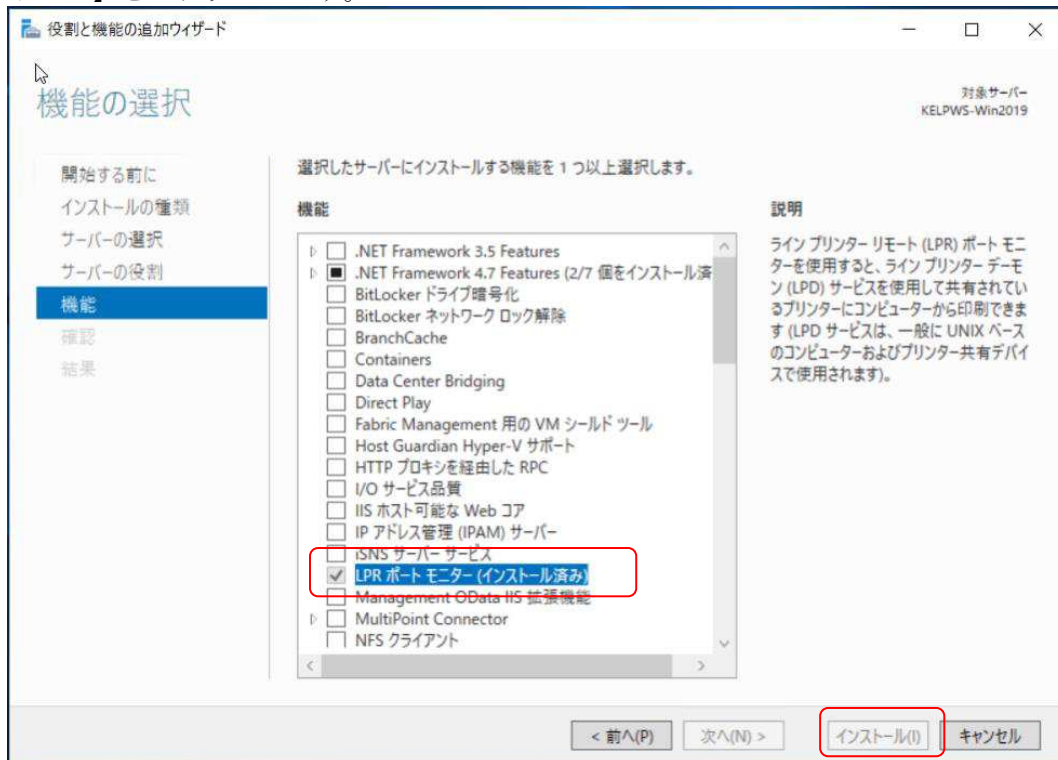 役割と機能の追加ウィザード
機能の選択
対象サーバー
KELPWS-Win2019
開始する前に
インストールの種類
サーバーの選択
サーバーの役割
機能
確認
結果
選択したサーバーにインストールする機能を 1 つ以上選択します。
機能
.NET Framework 3.5 Features
.NET Framework 4.7 Features (2/7 個をインストール済
BitLocker ドライブ暗号化
BitLocker ネットワーク ロック解除
BranchCache
Containers
Data Center Bridging
Direct Play
Fabric Management 用の VM シールド ツール
Host Guardian Hyper-V サポート
HTTP プロキシを経由した RPC
I/O サービス品質
IIS ホスト可能な Web コア
IP アドレス管理 (IPAM) サーバー
iSNS サーバー サービス
LPR ポート モニター (インストール済み)
Management OData IIS 拡張機能
MultiPoint Connector
NFS クライアント
説明
ライン プリンター リモート (LPR) ポート モニ
ターを使用すると、ライン プリンター デーモ
ン (LPD) サービスを使用して共有されてい
るプリンターにコンピューターから印刷できま
す (LPD サービスは、一般に UNIX ベース
のコンピューターおよびプリンター共有デバイ
スで使用されます)。
< 前へ(P)
次へ(N) >
インストール(I)
キャンセル